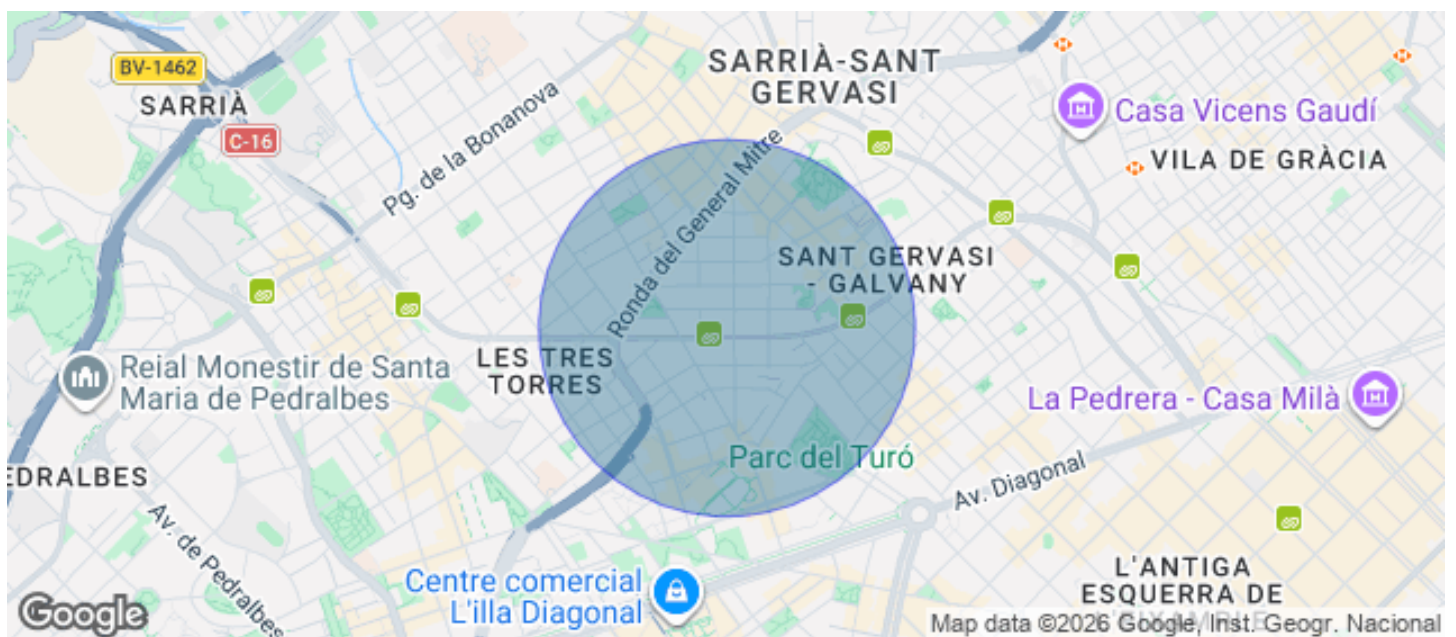 SARRIÀ-SANT
GERVASI
BV-1462
SARRIÀ
C-16
Pg. de la Bonanova
Ronda del General Mitre
Casa Vicens Gaudí
VILA DE GRÀCIA
SANT GERVASI
- GALVANY
LES TRES
TORRES
Reial Monestir de Santa
Maria de Pedralbes
La Pedrera - Casa Milà
Parc del Turó
EDRALBES
Av. Diagonal
Av. de Pedralbes
Centre comercial
L'illa Diagonal
L'ANTIGA
ESQUERRA DE
Google
Map data ©2026 Google, Inst. Geogr. Nacional